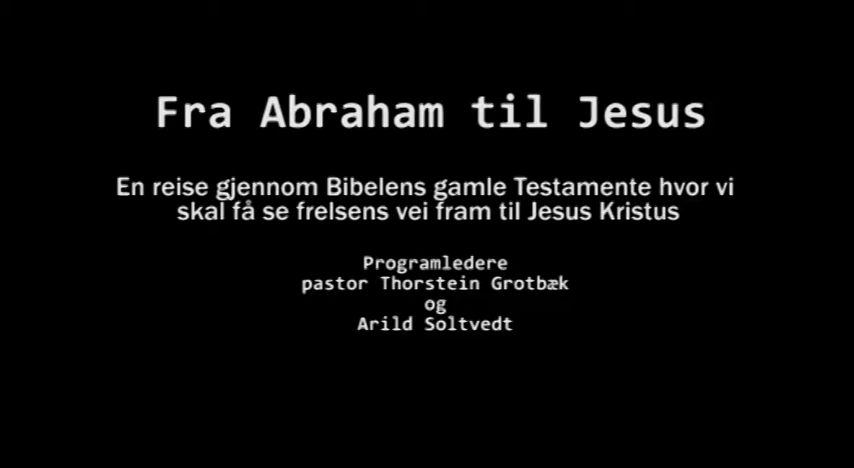 Fra Abraham til Jesus
En reise gjennom Bibelens gamle Testamente hvor vi
skal få se frelsens vei fram til Jesus Kristus
Programledere
pastor Thorstein Grotbæk
og
Arild Soltvedt